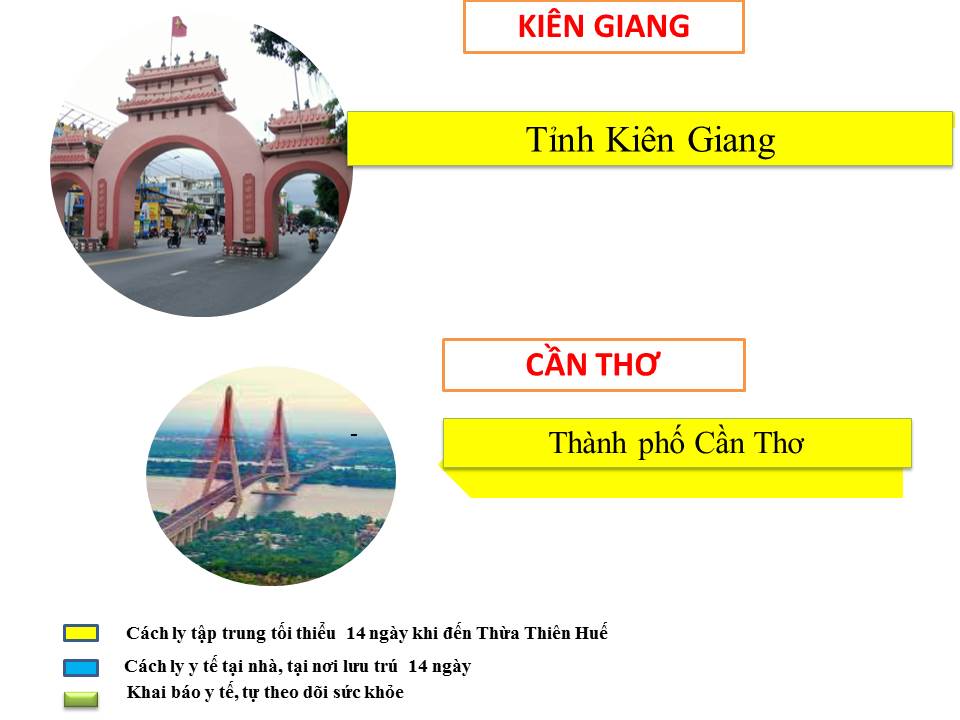 KIÊN GIANG
Tỉnh Kiên Giang
CẦN THƠ
-
Thành phố Cần Thơ
Cách ly tập trung tối thiểu 14 ngày khi đến Thừa Thiên Huế
Cách ly y tế tại nhà, tại nơi lưu trú 14 ngày
Khai báo y tế, tự theo dõi sức khỏe